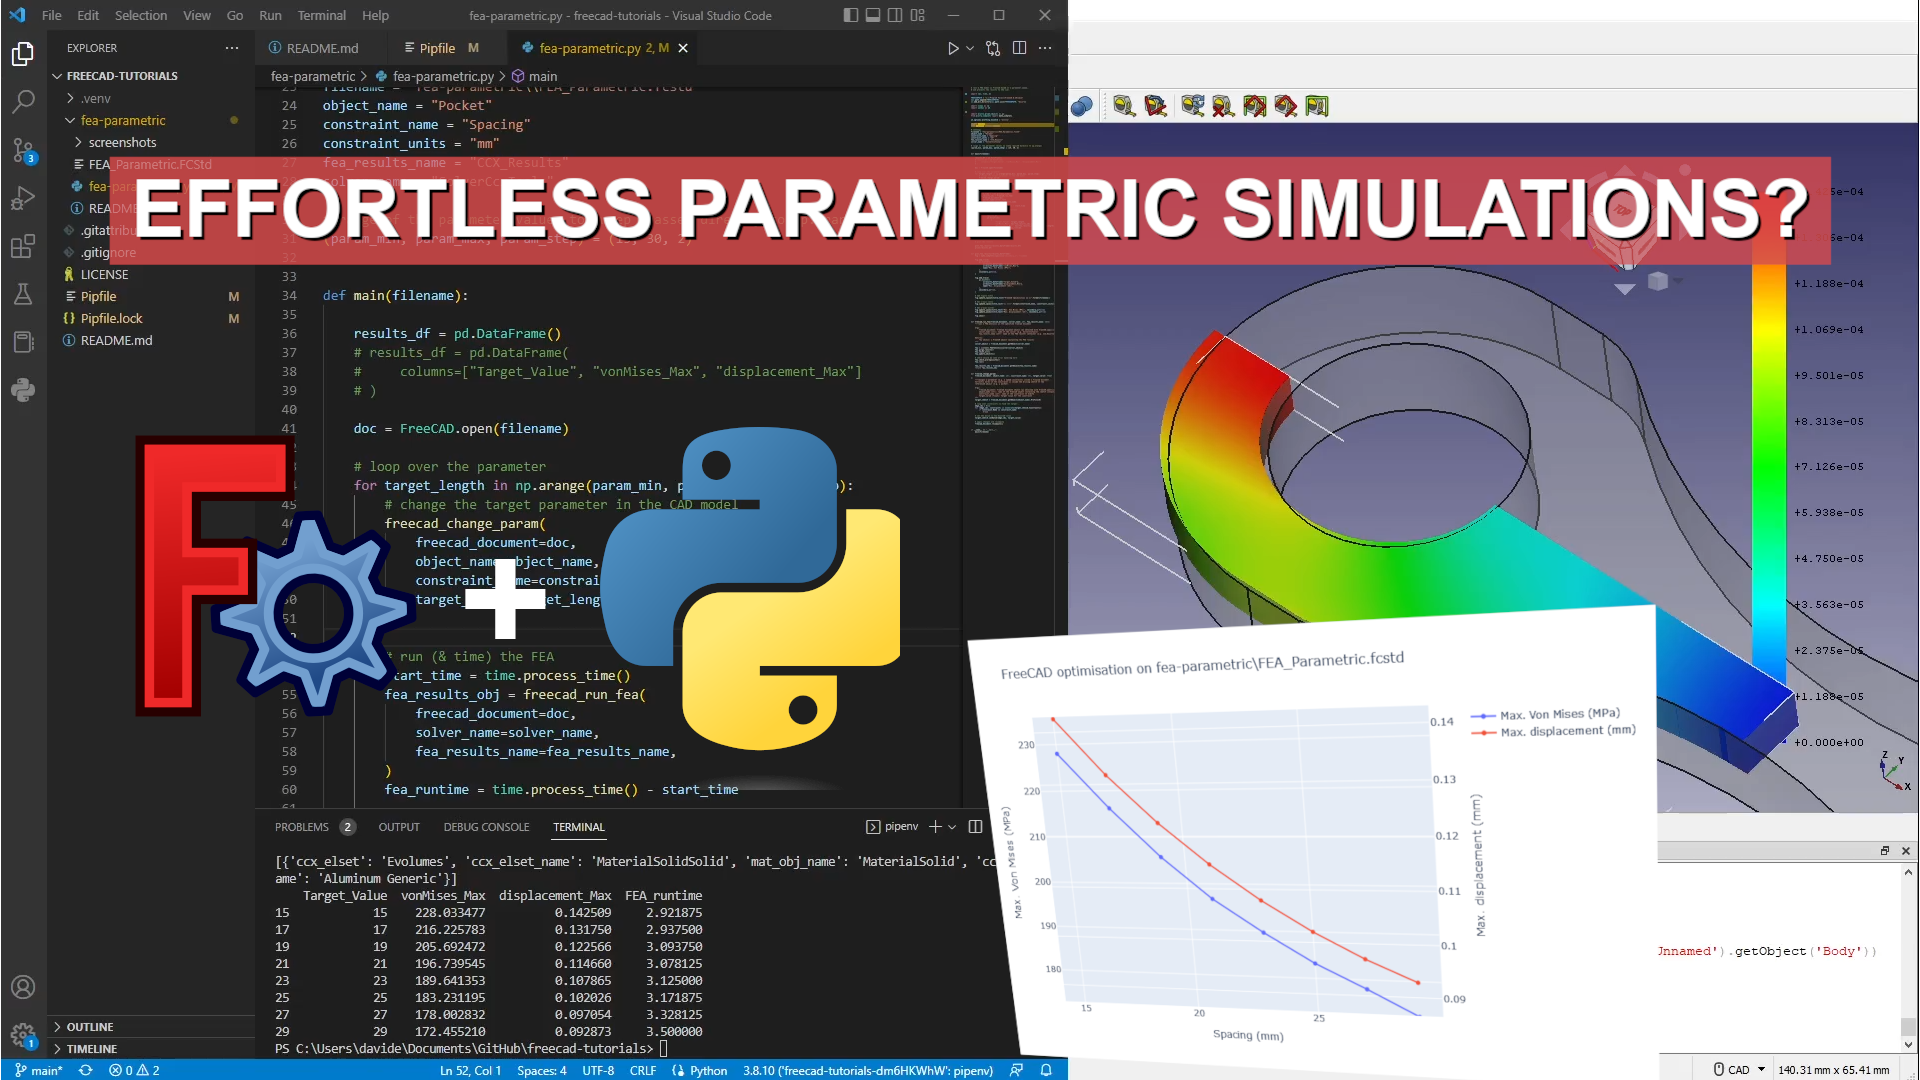 File Edit Selection View Go Run Terminal Help
fea-parametric.py - freecad-tutorials - Visual Studio Code
EXPLORER
FREECAD-TUTORIALS
.venv
fea-parametric
screenshots
FEA_Parametric.FCStd
.gitignore
LICENSE
Pipfile M
Pipfile.lock M
README.md
OUTLINE
TIMELINE
README.md
Pipfile M
fea-parametric.py 2, M
fea-parametric > fea-parametric.py > main
24 object_name = "Pocket"
25 constraint_name = "Spacing"
26 constraint_units = "mm"
27 fea_results_name = "CCX_Results"
EFFORTLESS PARAMETRIC SIMULATIONS?
(param_min, param_max, param_step) = (15, 30, 2)
33
34 def main(filename):
35
36 results_df = pd.DataFrame()
37 # results_df = pd.DataFrame(
38 # columns=["Target_Value", "vonMises_Max", "displacement_Max"]
39 # )
40
41 doc = FreeCAD.open(filename)
# loop over the parameter
for target_length in np.arange(param_min, p
):
45 # change the target parameter in the CAD model
freecad_change_param(
freecad_document=doc,
object_name
bject_name,
constraint_
me=constrai
target_
et_leng
51
run (& time) the FEA
tart_time = time.process_time()
55 fea_results_obj = freecad_run_fea(
56 freecad_document=doc,
57 solver_name=solver_name,
58 fea_results_name=fea_results_name,
59 )
60 fea_runtime = time.process_time() - start_time
PROBLEMS 2 OUTPUT DEBUG CONSOLE TERMINAL
pipenv
[{'ccx_elset': 'Evolumes', 'ccx_elset_name': 'MaterialSolidSolid', 'mat_obj_name': 'MaterialSolid', 'cc
ame': 'Aluminum Generic'}]
Target_Value vonMises_Max displacement_Max FEA_runtime
15 15 228.033477 0.142509 2.921875
17 17 216.225783 0.131750 2.937500
19 19 205.692472 0.122566 3.093750
21 21 196.739545 0.114660 3.078125
23 23 189.641353 0.107865 3.125000
25 25 183.231195 0.102026 3.171875
27 27 178.002832 0.097054 3.328125
29 29 172.455210 0.092873 3.500000
PS C:\Users\davide\Documents\GitHub\freecad-tutorials>
main* 0 2
Ln 52, Col 1 Spaces: 4 UTF-8 CRLF Python 3.8.10 ('freecad-tutorials-dm6HKWhW': pipenv)
+1.188e-04
+1.069e-04
+9.501e-05
+8.313e-05
+7.126e-05
+5.938e-05
+4.750e-05
+3.563e-05
+2.375e-05
+1.188e-05
+0.000e+00
TOP
Z
Y
X
FreeCAD optimisation on fea-parametric\FEA_Parametric.fcstd
Max. Von Mises (MPa)
Max. displacement (mm)
230
220
210
200
190
180
Max. Von Mises (MPa)
0.14
0.13
0.12
0.11
0.1
0.09
Max. displacement (mm)
15 20 25
Spacing (mm)
Unnamed').getObject('Body'))
CAD 140.31 mm x 65.41 mm
3
1